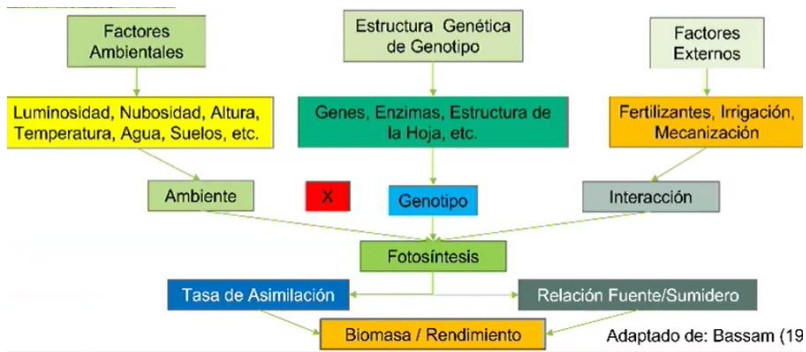 Factores
Ambientales
Estructura Genética
de Genotipo
Factores
Externos
Luminosidad, Nubosidad, Altura,
Temperatura, Agua, Suelos, etc.
Genes, Enzimas, Estructura de
la Hoja, etc.
Fertilizantes, Irrigación,
Mecanización
Ambiente
X
Genotipo
Interacción
Fotosíntesis
Tasa de Asimilación
Relación Fuente/Sumidero
Biomasa / Rendimiento
Adaptado de: Bassam (19